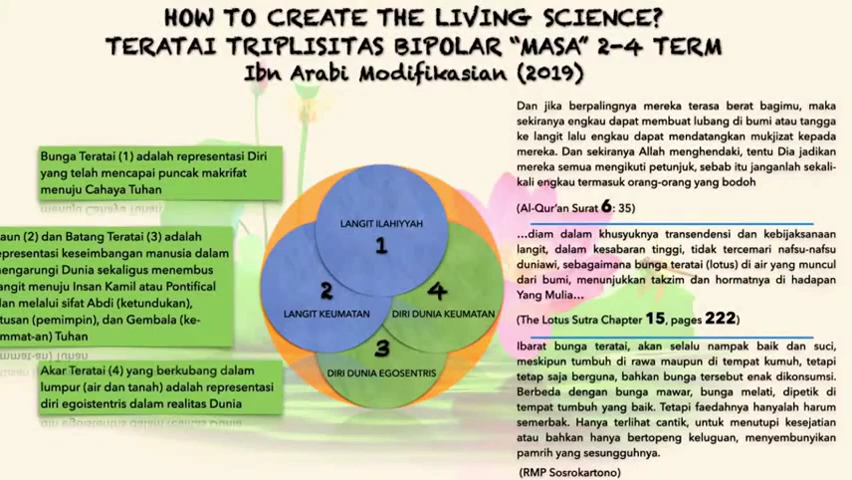 HOW TO CREATE THE LIVING SCIENCE?
TERATAI TRIPLISITAS BIPOLAR “MASA” 2-4 TERM
Ibn Arabi Modifikasian (2019)
Bunga Teratai (1) adalah representasi Diri
yang telah mencapai puncak makrifat
menuju Cahaya Tuhan
aun (2) dan Batang Teratai (3) adalah
epresentasi keseimbangan manusia dalam
engarungi Dunia sekaligus menembus
angit menuju Insan Kamil atau Pontifical
an melalui sifat Abdi (ketundukan),
tusan (pemimpin), dan Gembala (ke-
mmat-an) Tuhan
Akar Teratai (4) yang berkubang dalam
lumpur (air dan tanah) adalah representasi
diri egoistentris dalam realitas Dunia
LANGIT ILAHIYYAH
1
2
LANGIT KEUMATAN
4
DIRI DUNIA KEUMATAN
3
DIRI DUNIA EGOSENTRIS
Dan jika berpalingnya mereka terasa berat bagimu, maka
sekiranya engkau dapat membuat lubang di bumi atau tangga
ke langit lalu engkau dapat mendatangkan mukjizat kepada
mereka. Dan sekiranya Allah menghendaki, tentu Dia jadikan
mereka semua mengikuti petunjuk, sebab itu janganlah sekali-
kali engkau termasuk orang-orang yang bodoh
(Al-Qur’an Surat 6: 35)
...diam dalam khusyuknya transendensi dan kebijaksanaan
langit, dalam kesabaran tinggi, tidak tercemari nafsu-nafsu
duniawi, sebagaimana bunga teratai (lotus) di air yang muncul
dari bumi, menunjukkan takzim dan hormatnya di hadapan
Yang Mulia...
(The Lotus Sutra Chapter 15, pages 222)
Ibarat bunga teratai, akan selalu nampak baik dan suci,
meskipun tumbuh di rawa maupun di tempat kumuh, tetapi
tetap saja berguna, bahkan bunga tersebut enak dikonsumsi.
Berbeda dengan bunga mawar, bunga melati, dipetik di
tempat tumbuh yang baik. Tetapi faedahnya hanyalah harum
semerbak. Hanya terlihat cantik, untuk menutupi kesejatian
atau bahkan hanya bertopeng keluguan, menyembunyikan
pamrih yang sesungguhnya.
(RMP Sosrokartono)